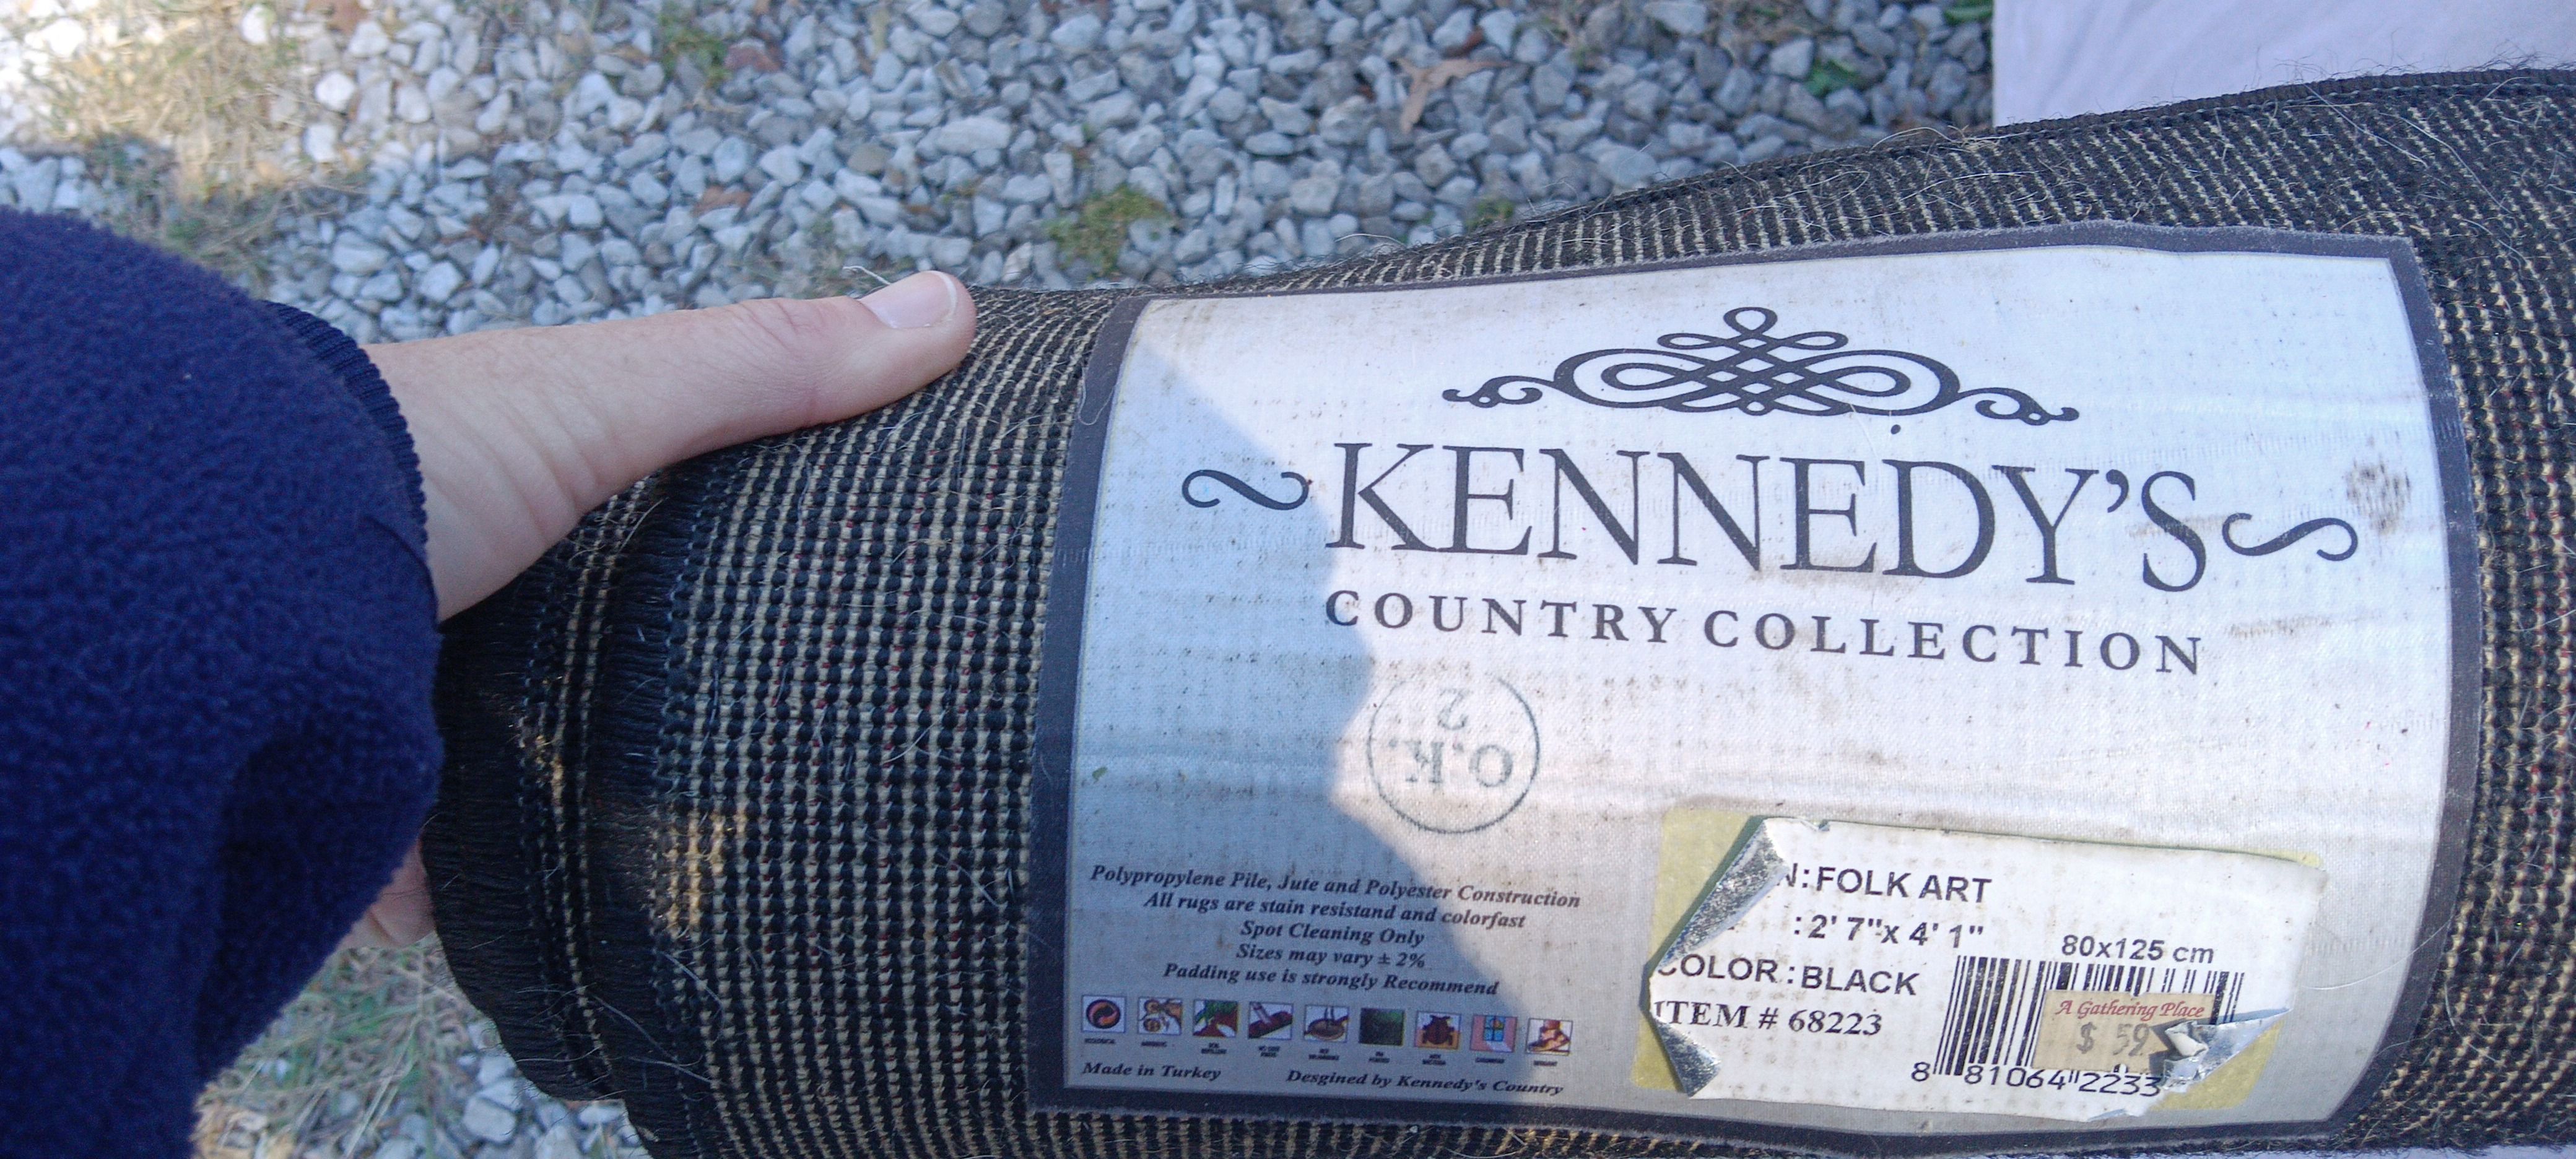 KENNEDY'S
COUNTRY COLLECTION
O.K.
2
Polypropylene Pile, Jute and Polyester Construction
All rugs are stain resistand and colorfast
Spot Cleaning Only
Sizes may vary ± 2%
Padding use is strongly Recommend
Made in Turkey
Desgined by Kennedy's Country
N:FOLK ART
: 2' 7"x 4' 1"
80x125 cm
COLOR : BLACK
ITEM # 68223
A Gathering Place
$ 59
8 81064 2233